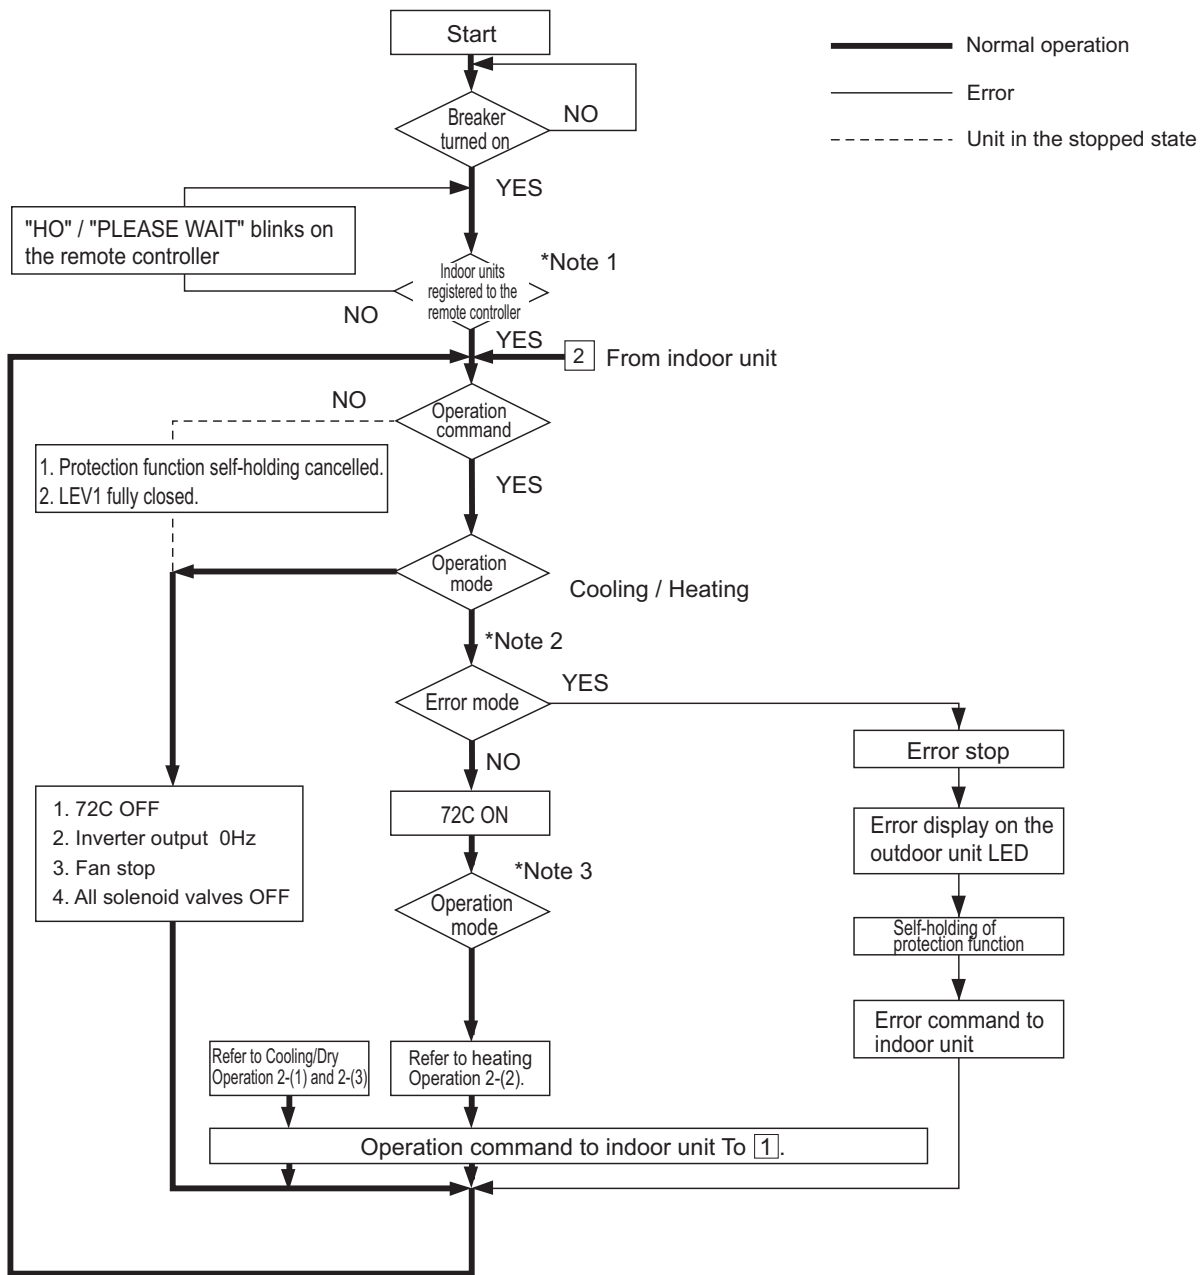 Start
Normal operation
Error
Unit in the stopped state
Breaker
turned on
NO
YES
"HO" / "PLEASE WAIT" blinks on
the remote controller
*Note 1
Indoor units
registered to the
remote controller
NO
YES
2 From indoor unit
NO
Operation
command
1. Protection function self-holding cancelled.
2. LEV1 fully closed.
YES
Operation
mode
Cooling / Heating
*Note 2
YES
Error mode
NO
Error stop
72C ON
1. 72C OFF
2. Inverter output 0Hz
3. Fan stop
4. All solenoid valves OFF
Error display on the
outdoor unit LED
*Note 3
Operation
mode
Self-holding of
protection function
Error command to
indoor unit
Refer to Cooling/Dry
Operation 2-(1) and 2-(3)
Refer to heating
Operation 2-(2).
Operation command to indoor unit To 1.